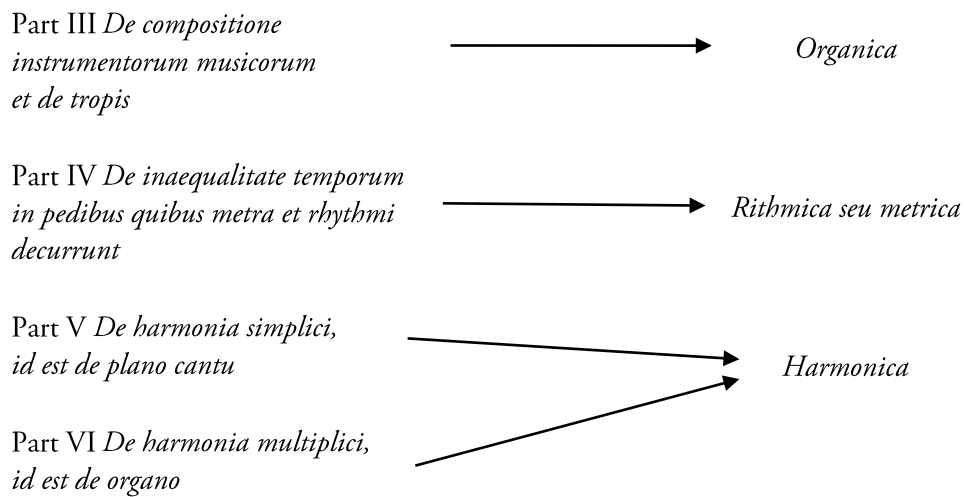 Part III De compositione
instrumentorum musicorum
et de tropis
Organica
Part IV De inaequalitate temporum
in pedibus quibus metra et rhythmi
decurrunt
Rithmica seu metrica
Part V De harmonia simplici,
id est de plano cantu
Harmonica
Part VI De harmonia multiplici,
id est de organo